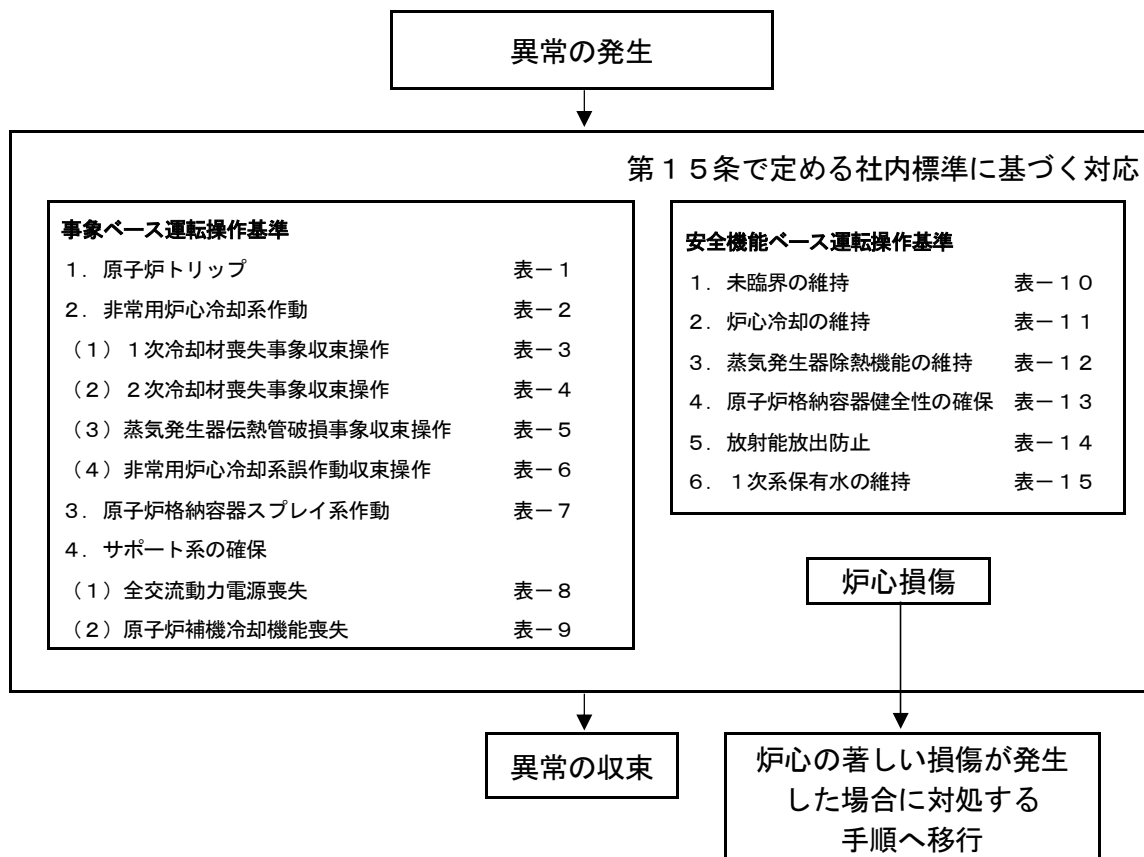 異常の発生
第１５条で定める社内標準に基づく対応
事象ベース運転操作基準
１．原子炉トリップ 表－１
２．非常用炉心冷却系作動 表－２
（１）１次冷却材喪失事象収束操作 表－３
（２）２次冷却材喪失事象収束操作 表－４
（３）蒸気発生器伝熱管破損事象収束操作 表－５
（４）非常用炉心冷却系誤作動収束操作 表－６
３．原子炉格納容器スプレイ系作動 表－７
４．サポート系の確保
（１）全交流動力電源喪失 表－８
（２）原子炉補機冷却機能喪失 表－９
安全機能ベース運転操作基準
１．未臨界の維持 表－１０
２．炉心冷却の維持 表－１１
３．蒸気発生器除熱機能の維持 表－１２
４．原子炉格納容器健全性の確保 表－１３
５．放射能放出防止 表－１４
６．１次系保有水の維持 表－１５
炉心損傷
異常の収束
炉心の著しい損傷が発生
した場合に対処する
手順へ移行